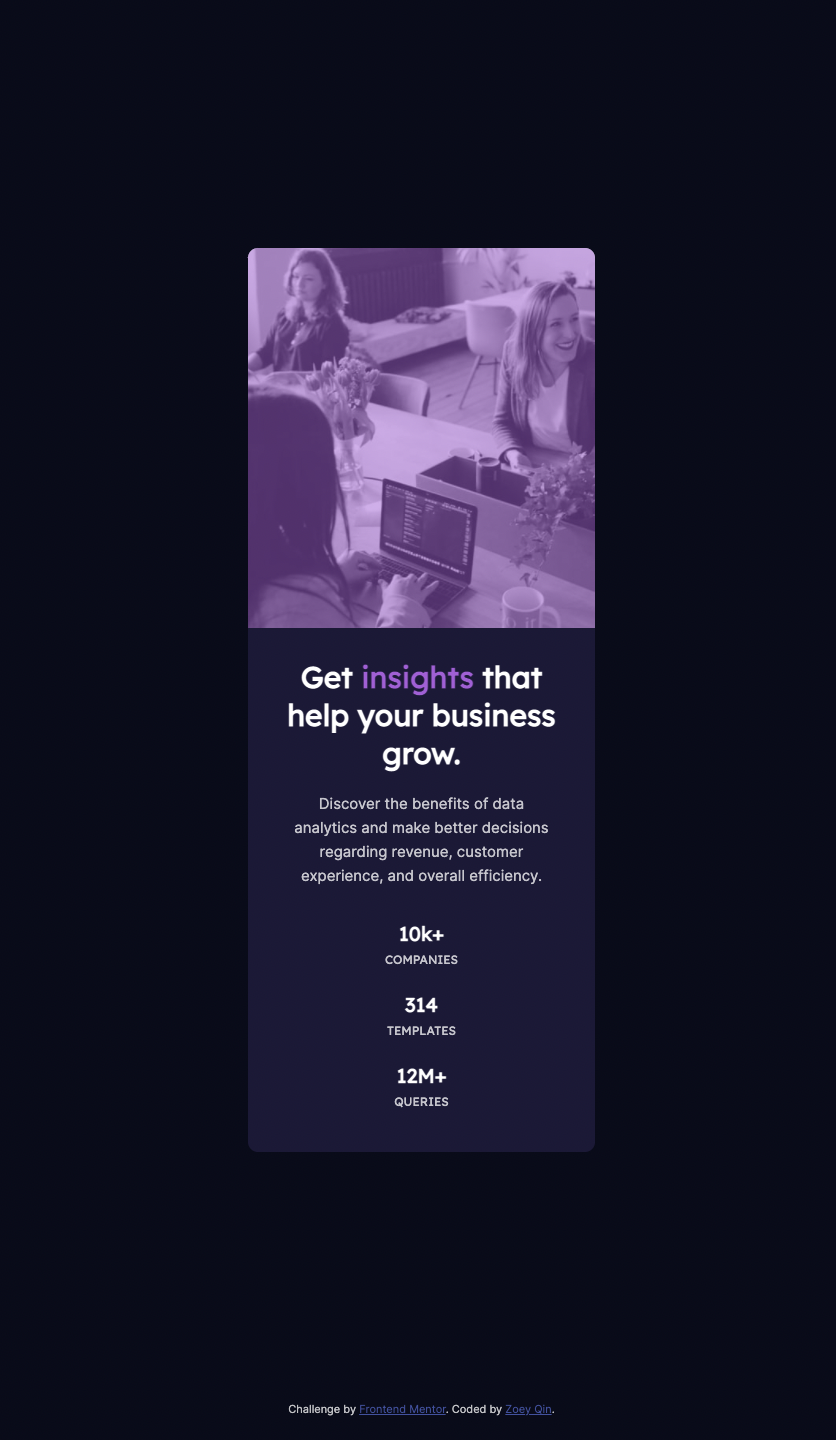 Get insights that
help your business
grow.
Discover the benefits of data
analytics and make better decisions
regarding revenue, customer
experience, and overall efficiency.
10k+
COMPANIES
314
TEMPLATES
12M+
QUERIES
Challenge by Frontend Mentor. Coded by Zoey Qin.